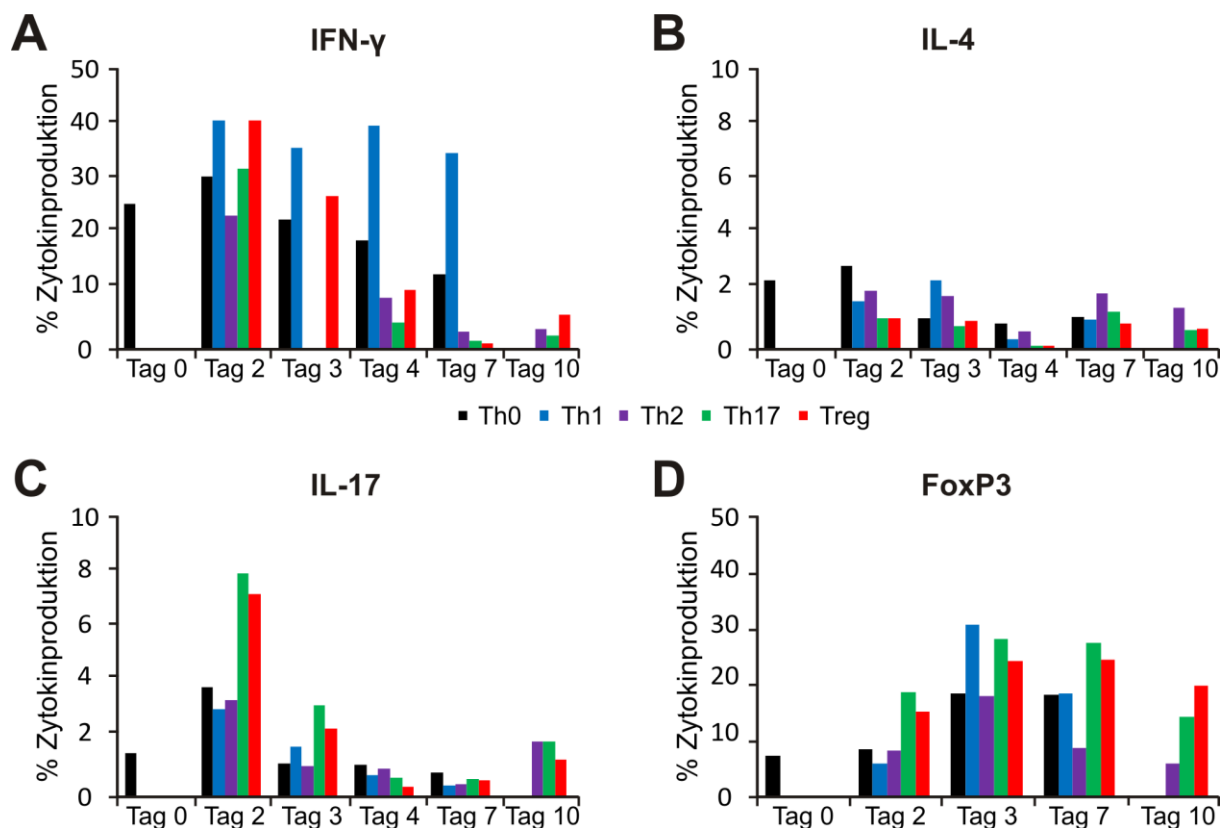 A
IFN-γ
% Zytokinproduktion
50
40
30
20
10
0
Tag 0 Tag 2 Tag 3 Tag 4 Tag 7 Tag 10
B
IL-4
% Zytokinproduktion
10
8
6
4
2
0
Tag 0 Tag 2 Tag 3 Tag 4 Tag 7 Tag 10
Th0 Th1 Th2 Th17 Treg
C
IL-17
% Zytokinproduktion
10
8
6
4
2
0
Tag 0 Tag 2 Tag 3 Tag 4 Tag 7 Tag 10
D
FoxP3
% Zytokinproduktion
50
40
30
20
10
0
Tag 0 Tag 2 Tag 3 Tag 7 Tag 10